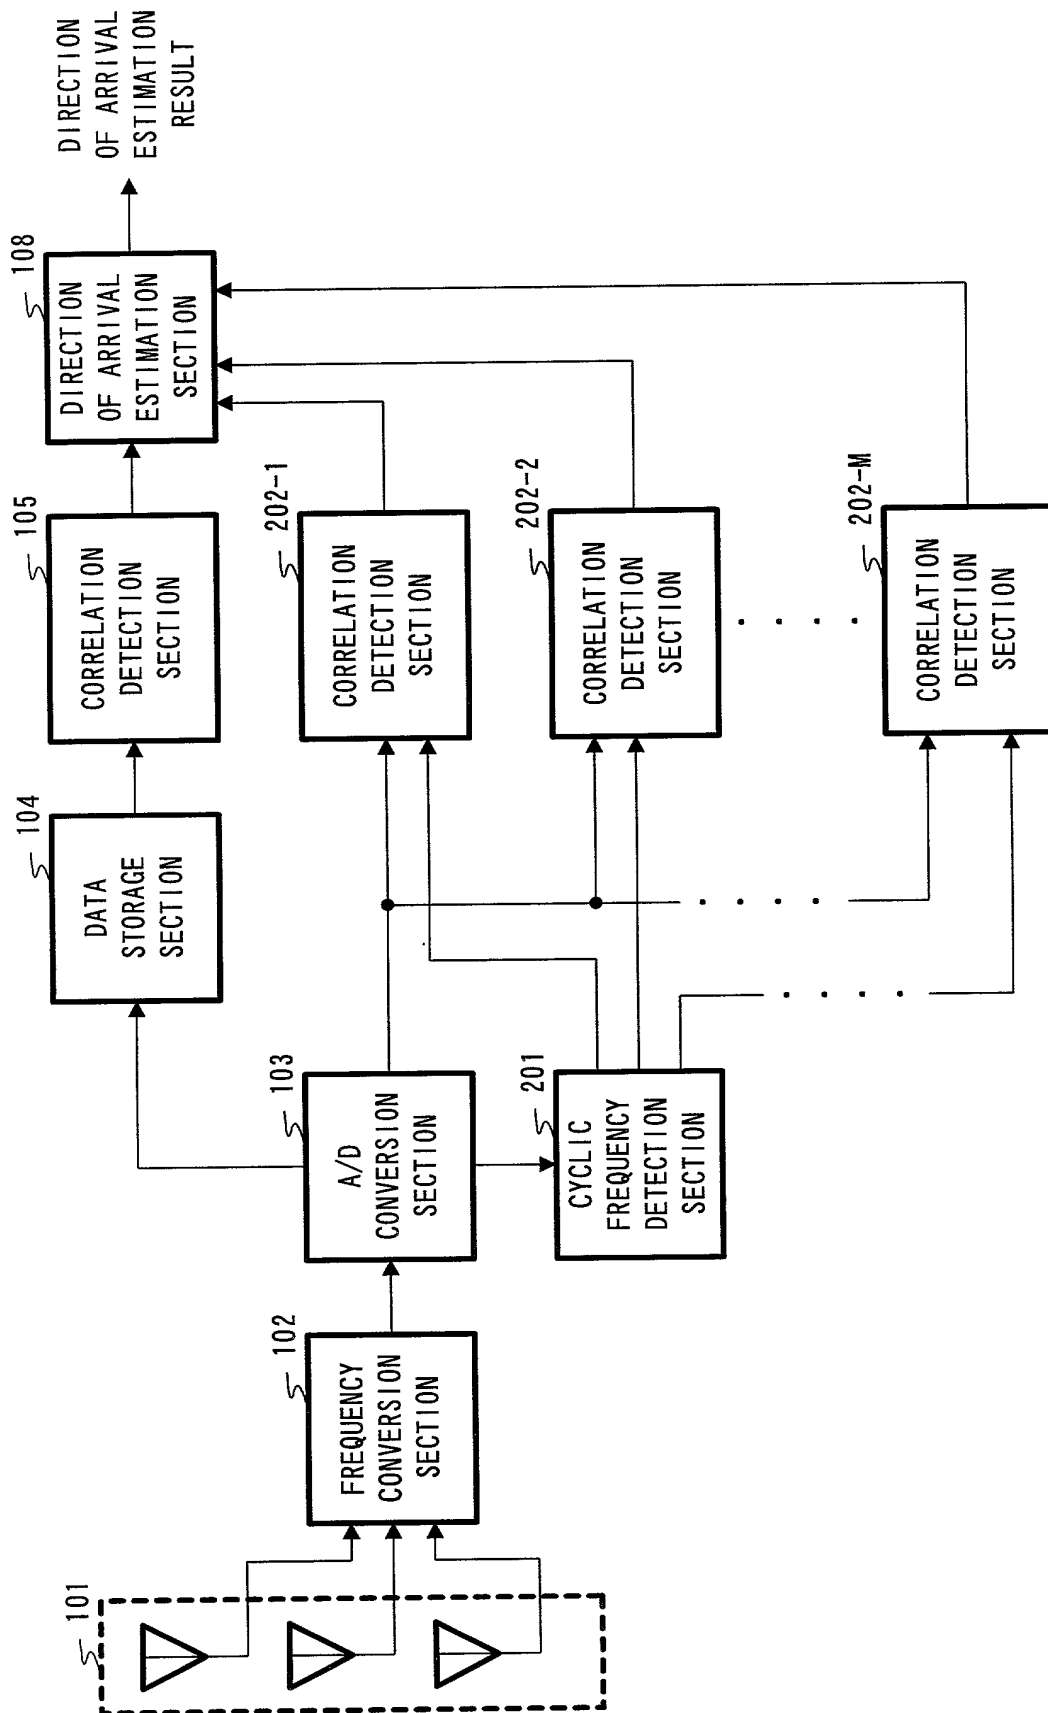 101
102
FREQUENCY
CONVERSION
SECTION
103
A/D
CONVERSION
SECTION
201
CYCLIC
FREQUENCY
DETECTION
SECTION
104
DATA
STORAGE
SECTION
105
CORRELATION
DETECTION
SECTION
202-1
CORRELATION
DETECTION
SECTION
202-2
CORRELATION
DETECTION
SECTION
202-M
CORRELATION
DETECTION
SECTION
108
DIRECTION
OF ARRIVAL
ESTIMATION
SECTION
DIRECTION
OF ARRIVAL
ESTIMATION
RESULT